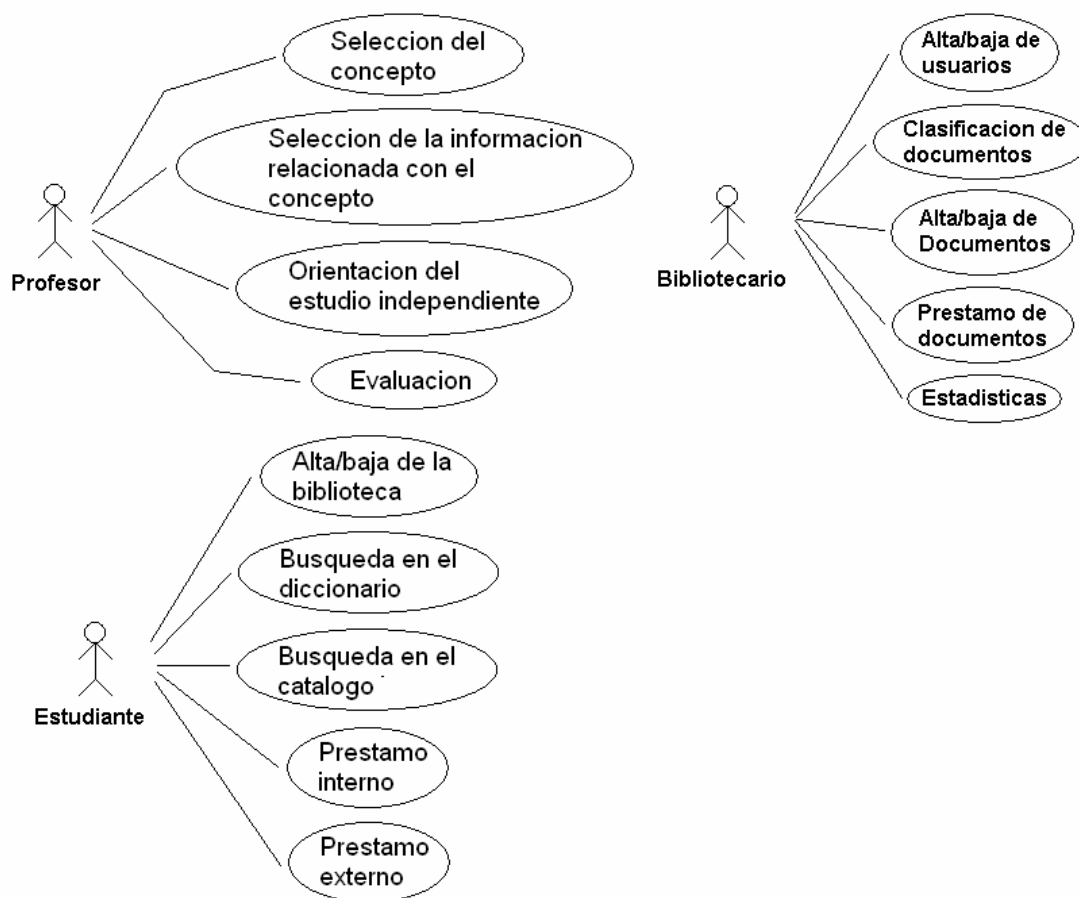 Seleccion del
concepto
Seleccion de la informacion
relacionada con el
concepto
Profesor
Orientacion del
estudio independiente
Evaluacion
Alta/baja de
usuarios
Clasificacion de
documentos
Bibliotecario
Alta/baja de
Documentos
Prestamo de
documentos
Estadisticas
Alta/baja de la
biblioteca
Busqueda en el
diccionario
Estudiante
Busqueda en el
catalogo
Prestamo
interno
Prestamo
externo